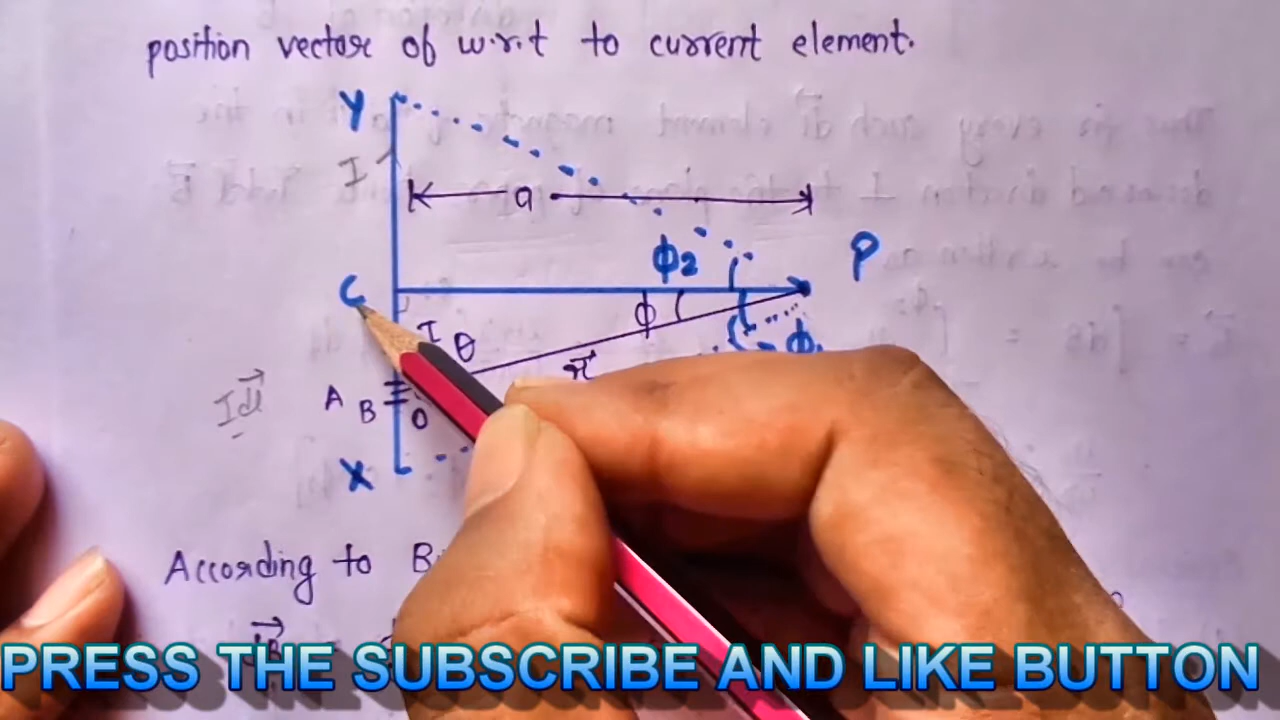 position vector of w.r.t to current element.
Y
I
a
φ2
P
C
φ
I θ
φ1
r
Idl
A B O
X
According to B
PRESS THE SUBSCRIBE AND LIKE BUTTON